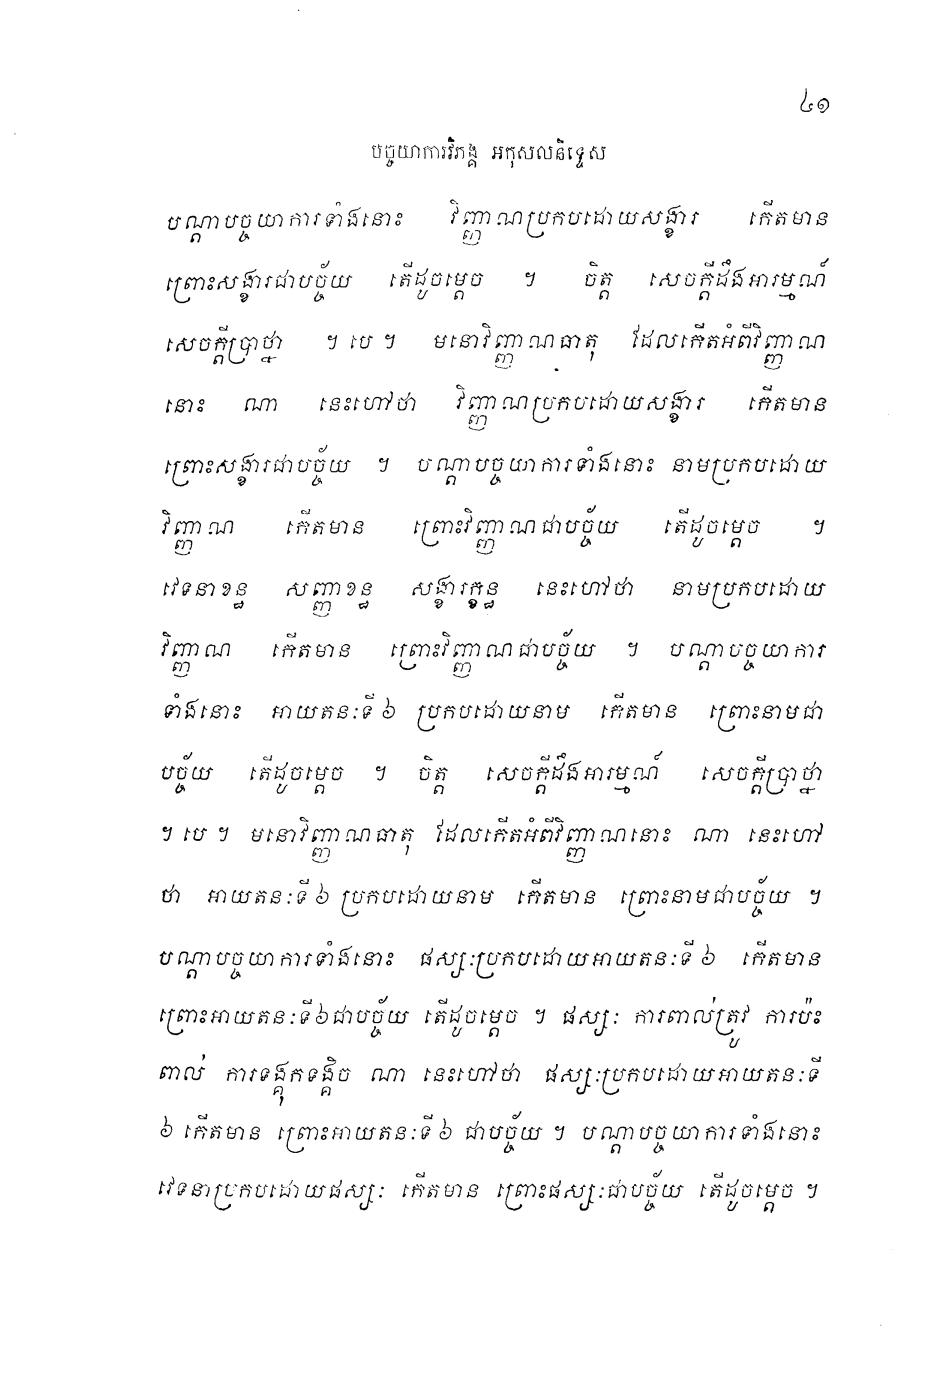 ៤១
បច្ចយាការវិភង្គ អកុសលនិទ្ទេស
បណ្តាបច្ចយាការទាំងនោះ វិញ្ញាណប្រកបដោយសង្ខារ កើតមាន
ព្រោះសង្ខារជាបច្ច័យ តើដូចម្តេច ។ ចិត្ត សេចក្តីដឹងអារម្មណ៍
សេចក្តីប្រាថ្នា ។ បេ ។ មនោវិញ្ញាណធាតុ ដែលកើតអំពីវិញ្ញាណ
នោះ ណា នេះហៅថា វិញ្ញាណប្រកបដោយសង្ខារ កើតមាន
ព្រោះសង្ខារជាបច្ច័យ ។ បណ្តាបច្ចយាការទាំងនោះ នាមប្រកបដោយ
វិញ្ញាណ កើតមាន ព្រោះវិញ្ញាណជាបច្ច័យ តើដូចម្តេច ។
វេទនាខន្ធ សញ្ញាខន្ធ សង្ខារក្ខន្ធ នេះហៅថា នាមប្រកបដោយ
វិញ្ញាណ កើតមាន ព្រោះវិញ្ញាណជាបច្ច័យ ។ បណ្តាបច្ចយាការ
ទាំងនោះ អាយតនៈទី ៦ ប្រកបដោយនាម កើតមាន ព្រោះនាមជា
បច្ច័យ តើដូចម្តេច ។ ចិត្ត សេចក្តីដឹងអារម្មណ៍ សេចក្តីប្រាថ្នា
។ បេ ។ មនោវិញ្ញាណធាតុ ដែលកើតអំពីវិញ្ញាណនោះ ណា នេះហៅ
ថា អាយតនៈទី ៦ ប្រកបដោយនាម កើតមាន ព្រោះនាមជាបច្ច័យ ។
បណ្តាបច្ចយាការទាំងនោះ ផស្សៈប្រកបដោយអាយតនៈទី ៦ កើតមាន
ព្រោះអាយតនៈទី ៦ ជាបច្ច័យ តើដូចម្តេច ។ ផស្សៈ ការពាល់ត្រូវ ការប៉ះ
ពាល់ ការទង្គុកទង្គិច ណា នេះហៅថា ផស្សៈប្រកបដោយអាយតនៈទី
៦ កើតមាន ព្រោះអាយតនៈទី ៦ ជាបច្ច័យ ។ បណ្តាបច្ចយាការទាំងនោះ
វេទនាប្រកបដោយផស្សៈ កើតមាន ព្រោះផស្សៈជាបច្ច័យ តើដូចម្តេច ។